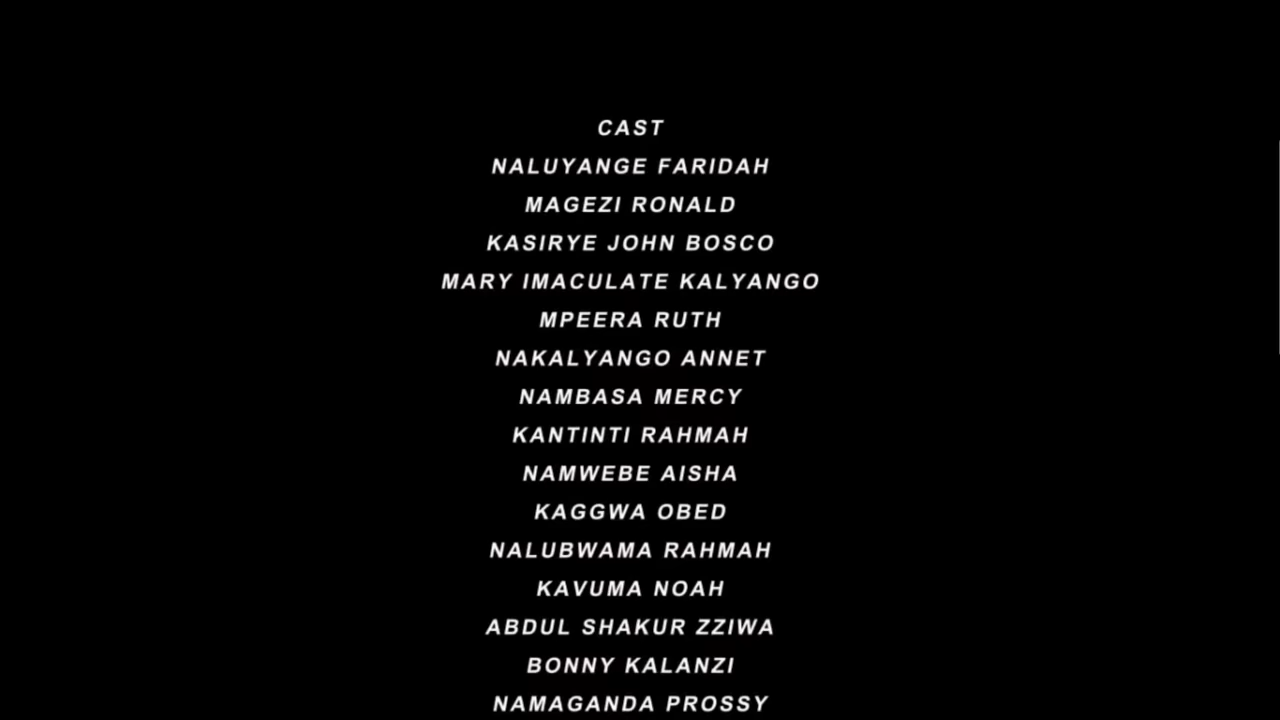 CAST
NALUYANGE FARIDAH
MAGEZI RONALD
KASIRYE JOHN BOSCO
MARY IMACULATE KALYANGO
MPEERA RUTH
NAKALYANGO ANNET
NAMBASA MERCY
KANTINTI RAHMAH
NAMWEBE AISHA
KAGGWA OBED
NALUBWAMA RAHMAH
KAVUMA NOAH
ABDUL SHAKUR ZZIWA
BONNY KALANZI
NAMAGANDA PROSSY